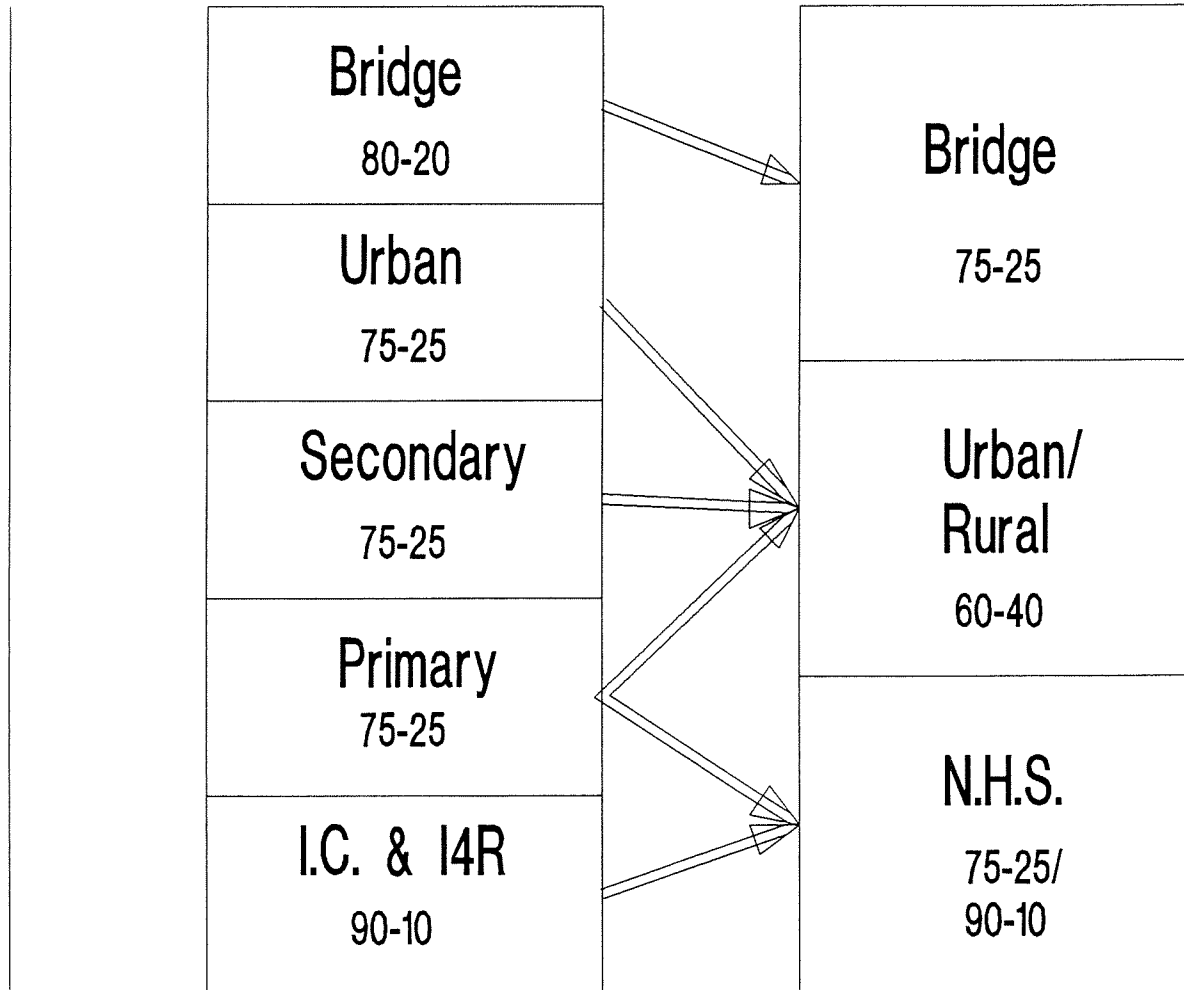 Bridge
80-20
Urban
75-25
Secondary
75-25
Primary
75-25
I.C. & I4R
90-10
Bridge
75-25
Urban/
Rural
60-40
N.H.S.
75-25/
90-10